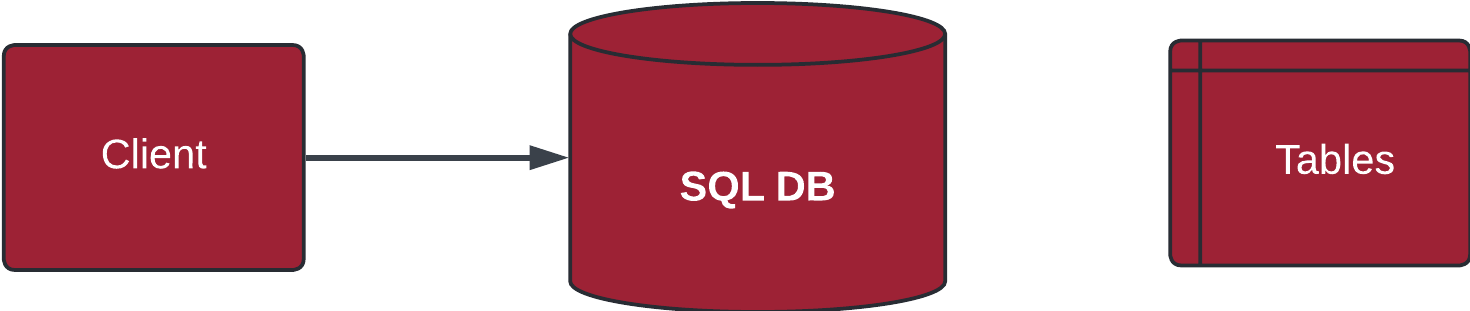 Client
SQL DB
Tables